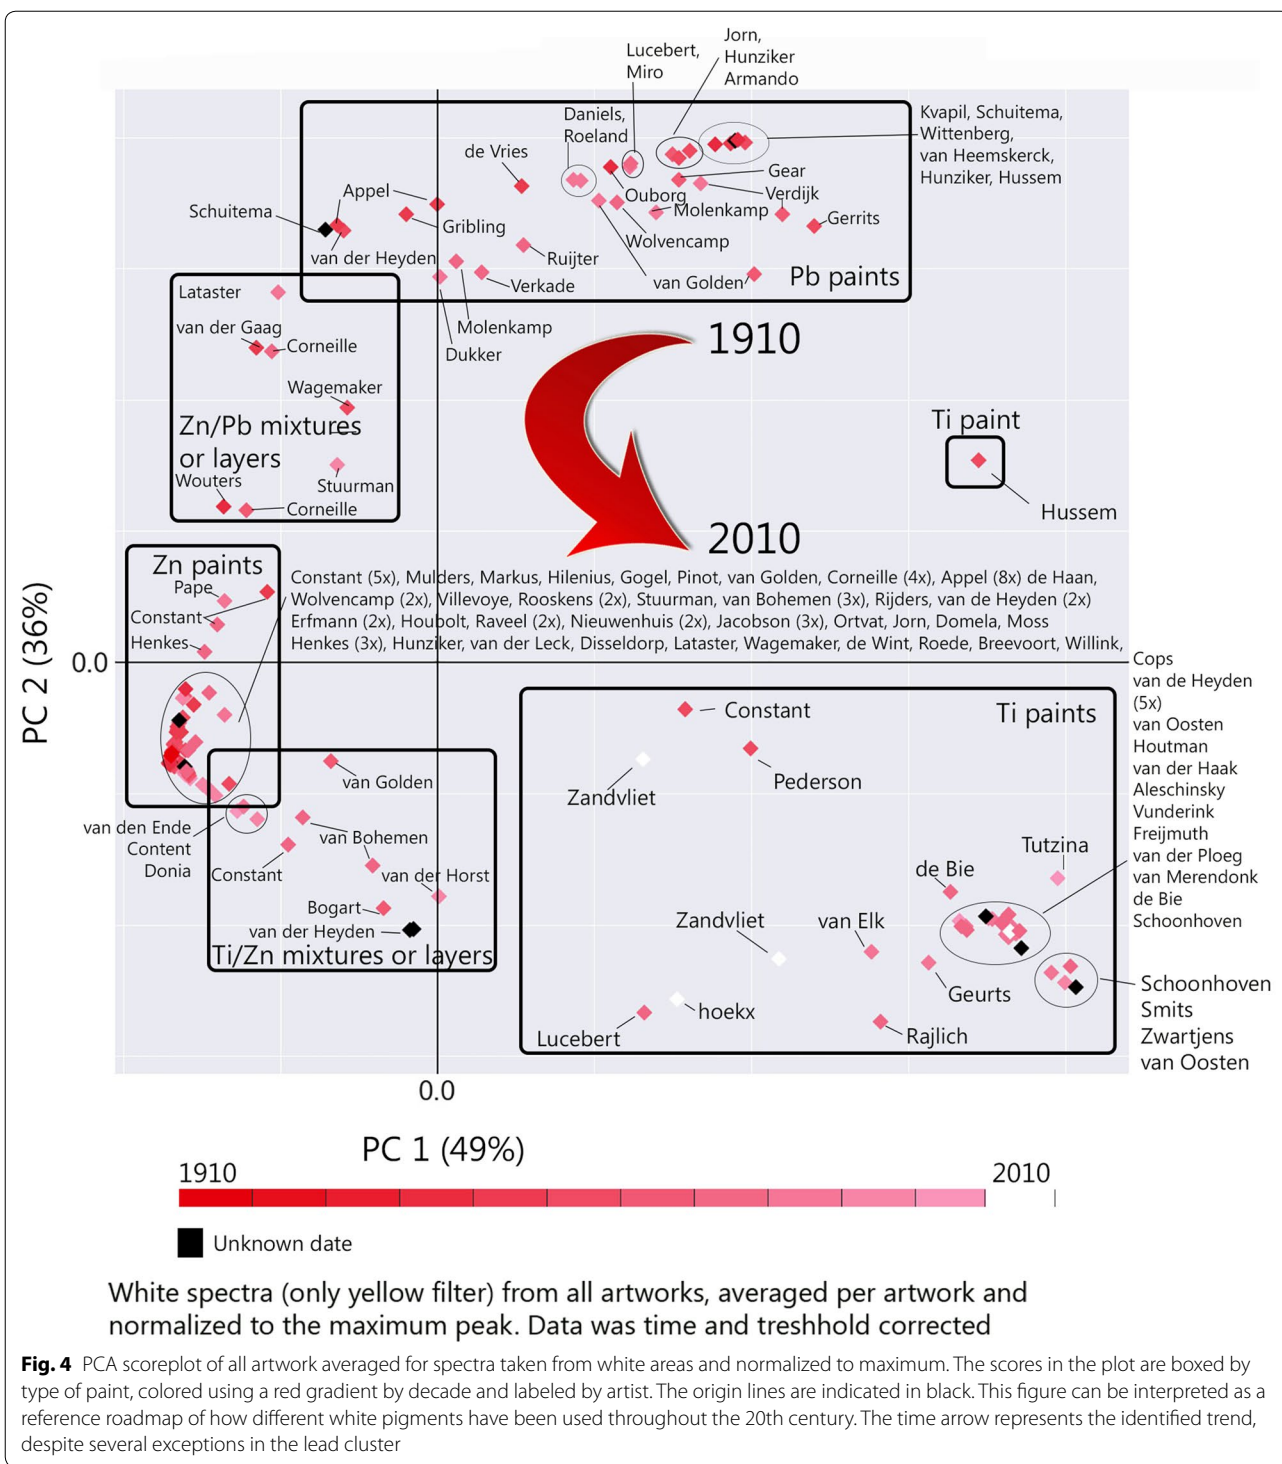 Jorn,
Hunziker
Armando
Lucebert,
Miro
Daniels,
Roeland
Kvapil, Schuitema,
Wittenberg,
van Heemskerck,
Hunziker, Hussem
de Vries
Gear
Appel
Ouborg
Verdijk
Schuitema
Molenkamp
Gerrits
Gribling
Wolvencamp
van der Heyden
Ruijter
Pb paints
van Golden
Verkade
Lataster
van der Gaag
Molenkamp
Corneille
Dukker
1910
Wagemaker
Zn/Pb mixtures
or layers
Ti paint
Wouters
Stuurman
Corneille
Hussem
2010
Zn paints
Pape
Constant
Henkes
Constant (5x), Mulders, Markus, Hilenius, Gogel, Pinot, van Golden, Corneille (4x), Appel (8x) de Haan,
Wolvencamp (2x), Villevoye, Rooskens (2x), Stuurman, van Bohemen (3x), Rijders, van de Heyden (2x)
Erfmann (2x), Houbolt, Raveel (2x), Nieuwenhuis (2x), Jacobson (3x), Ortvat, Jorn, Domela, Moss
Henkes (3x), Hunziker, van der Leck, Disseldorp, Lataster, Wagemaker, de Wint, Roede, Breevoort, Willink,
0.0
PC 2 (36%)
Cops
van de Heyden
(5x)
van Oosten
Houtman
van der Haak
Aleschinsky
Vunderink
Freijmuth
van der Ploeg
van Merendonk
de Bie
Schoonhoven
Constant
Ti paints
Pederson
Zandvliet
van Golden
van den Ende
Content
Donia
van Bohemen
Constant
van der Horst
Tutzina
de Bie
Bogart
van der Heyden
Zandvliet
van Elk
Ti/Zn mixtures or layers
Geurts
hoekx
Lucebert
Rajlich
Schoonhoven
Smits
Zwartjens
van Oosten
0.0
PC 1 (49%)
1910
2010
Unknown date
White spectra (only yellow filter) from all artworks, averaged per artwork and
normalized to the maximum peak. Data was time and treshhold corrected
Fig. 4 PCA scoreplot of all artwork averaged for spectra taken from white areas and normalized to maximum. The scores in the plot are boxed by
type of paint, colored using a red gradient by decade and labeled by artist. The origin lines are indicated in black. This figure can be interpreted as a
reference roadmap of how different white pigments have been used throughout the 20th century. The time arrow represents the identified trend,
despite several exceptions in the lead cluster